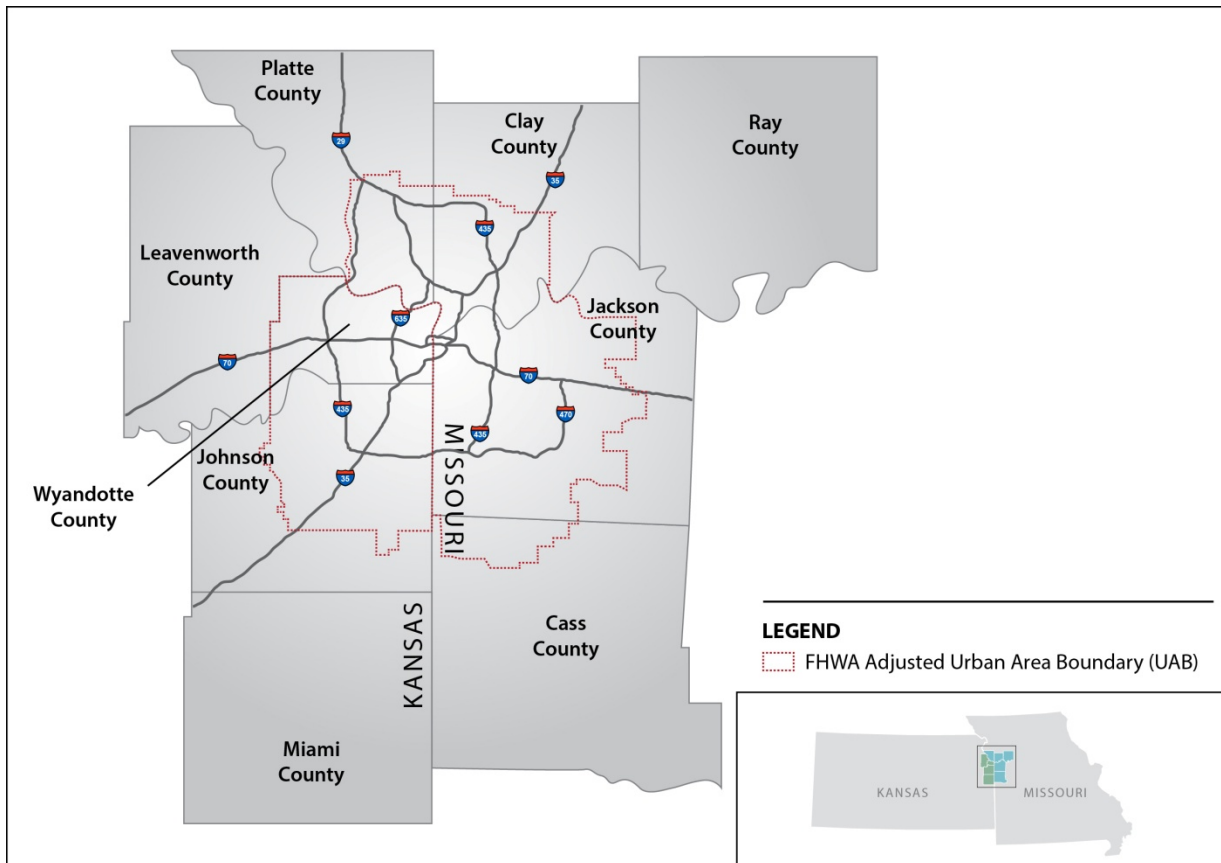 Platte
County
Clay
County
Ray
County
29
35
435
Leavenworth
County
Jackson
County
635
70
70
435
435
470
Johnson
County
35
Wyandotte
County
MISSOURI
KANSAS
Cass
County
Miami
County
LEGEND
FHWA Adjusted Urban Area Boundary (UAB)
KANSAS
MISSOURI